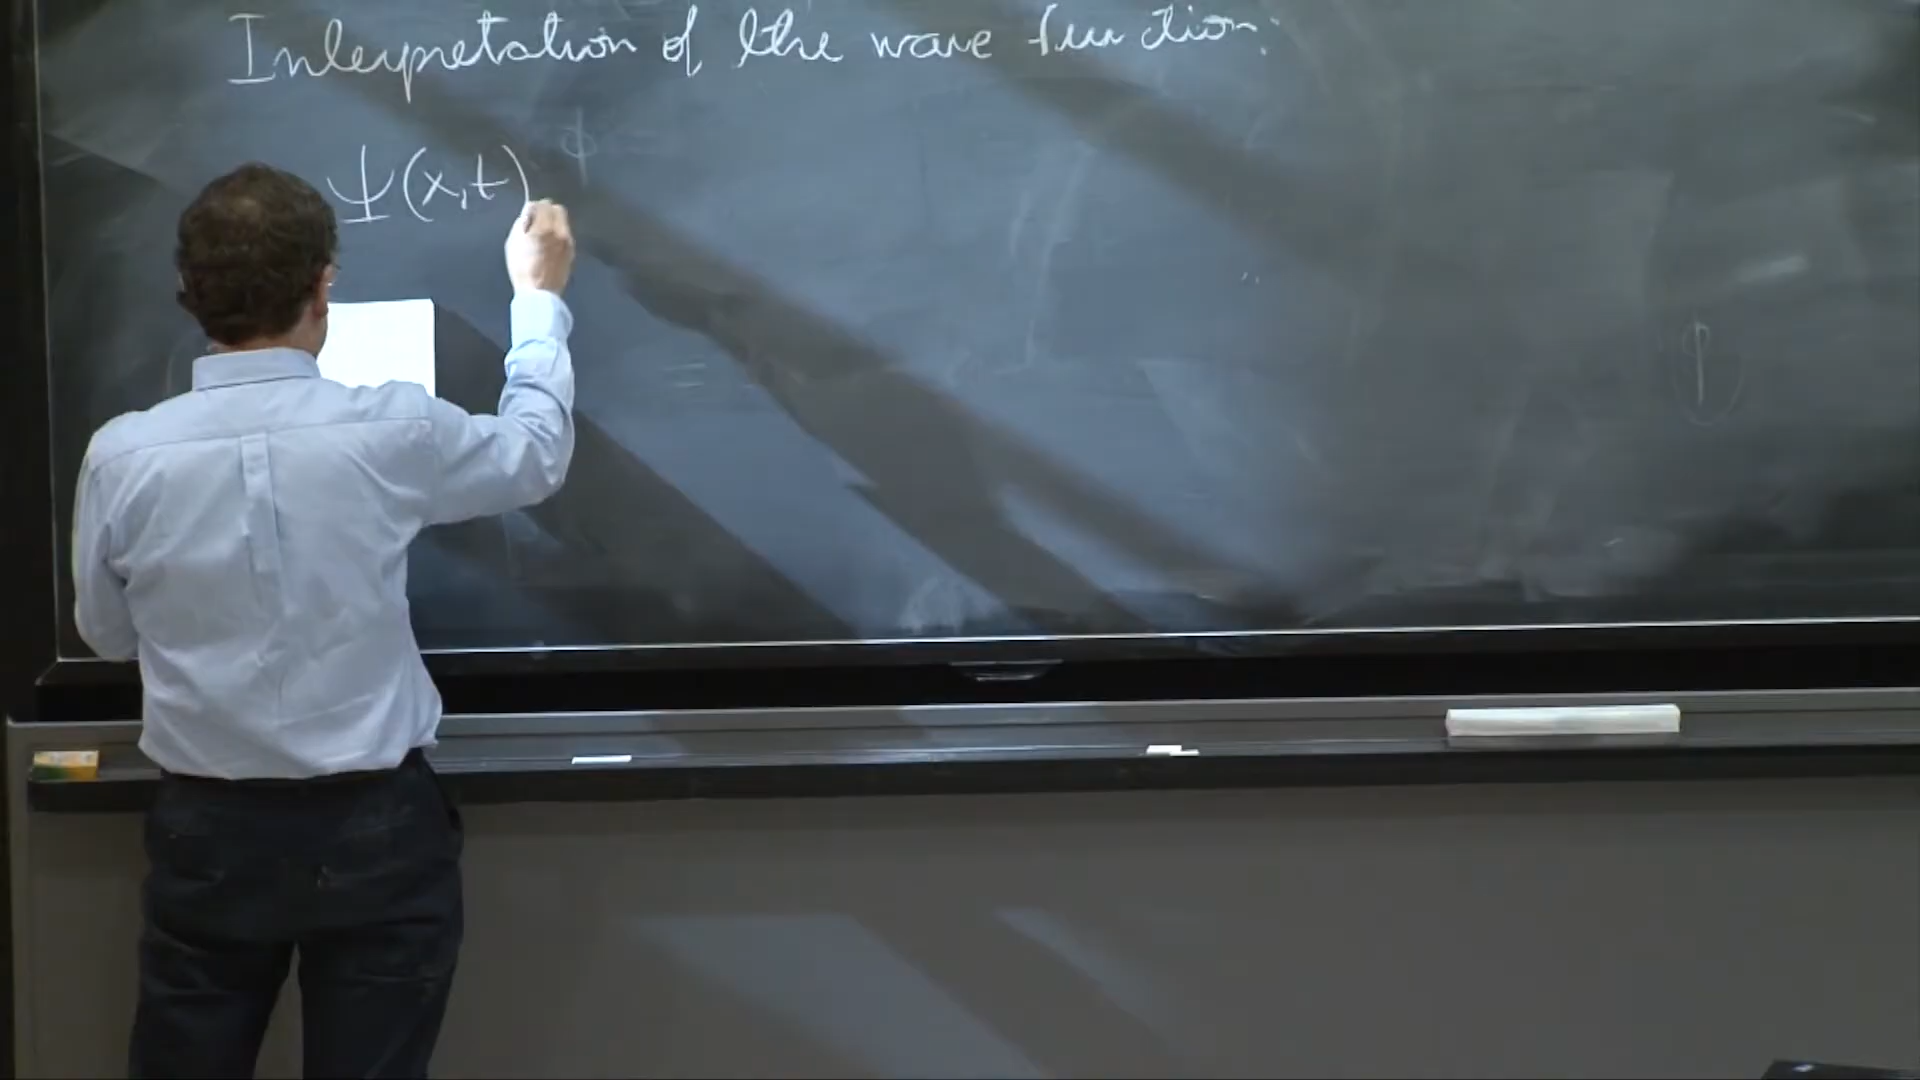 Interpretation of the wave function:
Ψ(x,t)